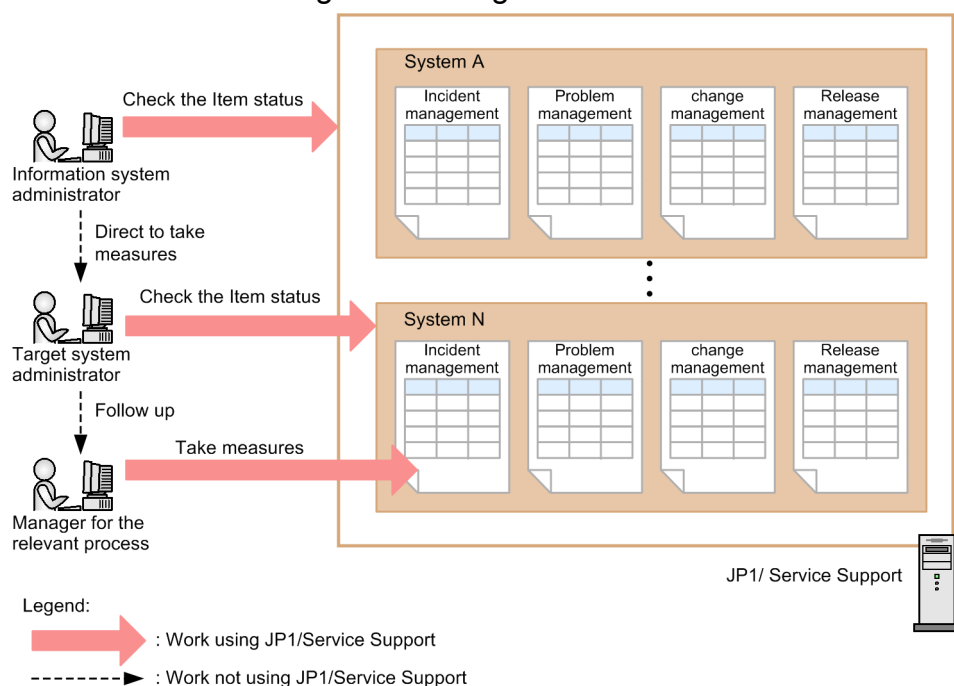 System A
Check the Item status
Incident
management
Problem
management
change
management
Release
management
Information system
administrator
Direct to take
measures
Check the Item status
System N
Target system
administrator
Incident
management
Problem
management
change
management
Release
management
Follow up
Take measures
Manager for the
relevant process
JP1/ Service Support
Legend:
: Work using JP1/Service Support
: Work not using JP1/Service Support